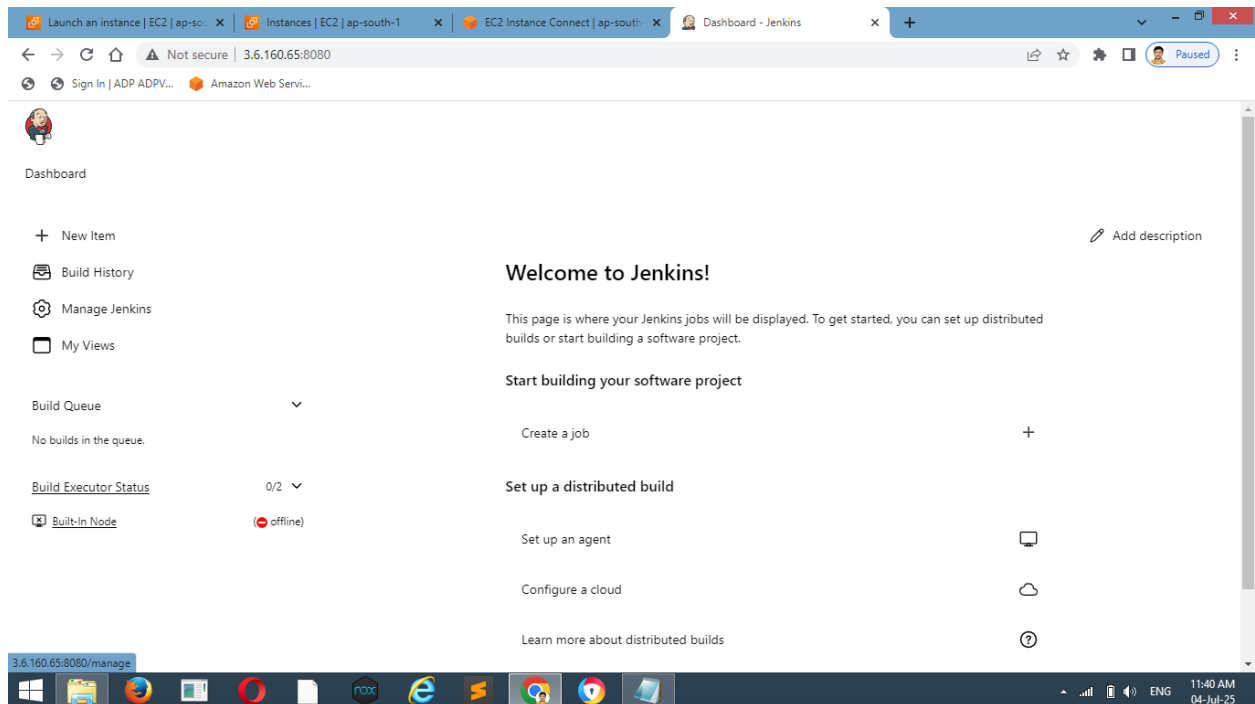 Launch an instance | EC2 | ap-sou
Instances | EC2 | ap-south-1
EC2 Instance Connect | ap-south-
Dashboard - Jenkins
Not secure | 3.6.160.65:8080
Paused
Sign In | ADP ADPV...
Amazon Web Servi...
Dashboard
New Item
Add description
Build History
Manage Jenkins
My Views
Build Queue
No builds in the queue.
Build Executor Status 0/2
Built-In Node (offline)
Welcome to Jenkins!
This page is where your Jenkins jobs will be displayed. To get started, you can set up distributed
builds or start building a software project.
Start building your software project
Create a job
Set up a distributed build
Set up an agent
Configure a cloud
Learn more about distributed builds
3.6.160.65:8080/manage
nox
ENG
11:40 AM
04-Jul-25